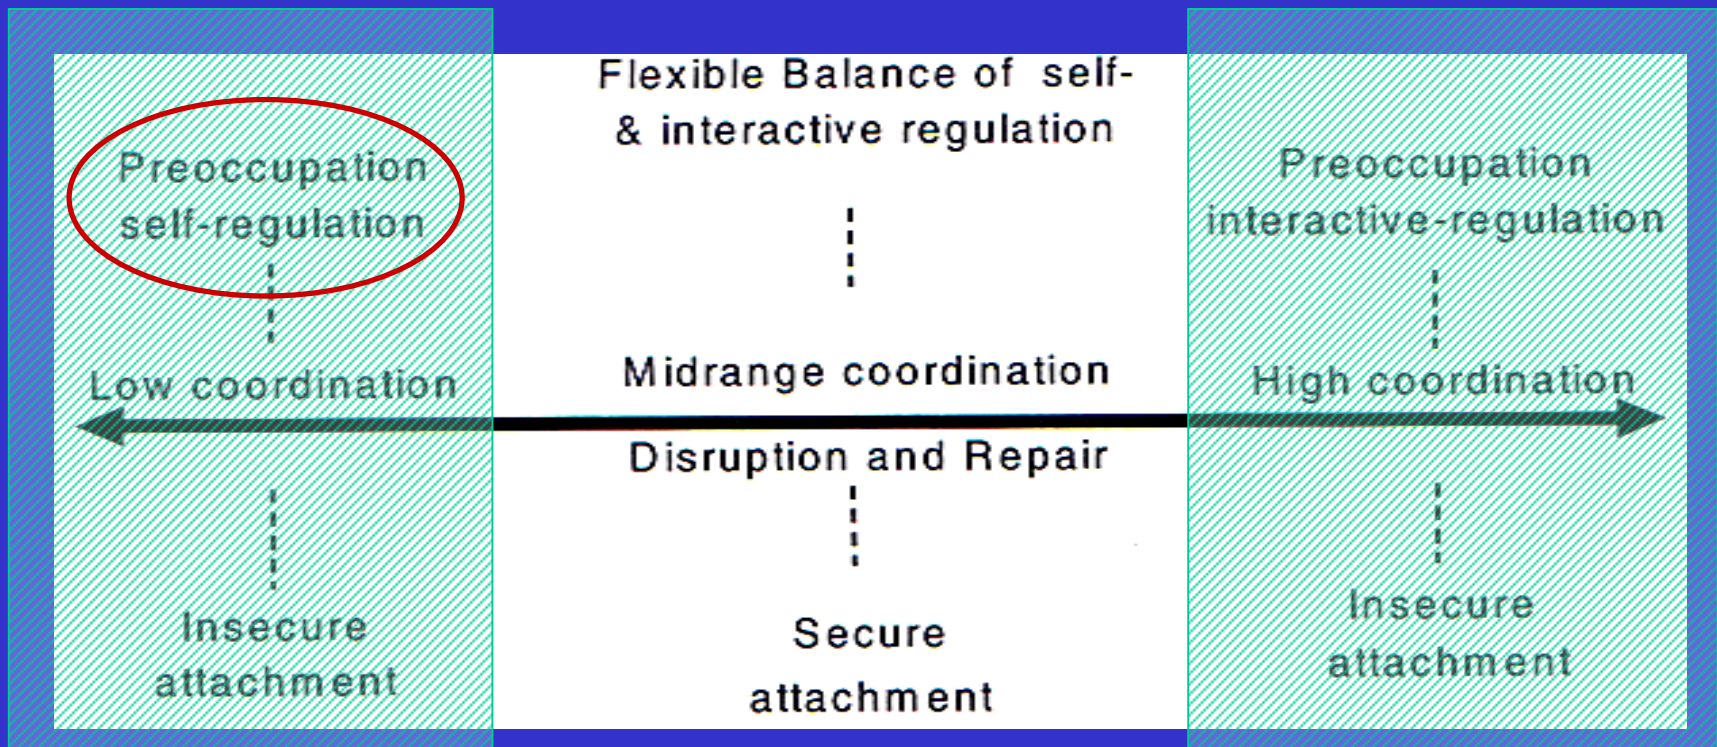 Flexible Balance of self-
& interactive regulation
Preoccupation
self-regulation
Preoccupation
interactive-regulation
Low coordination
Midrange coordination
High coordination
Disruption and Repair
Insecure
attachment
Secure
attachment
Insecure
attachment